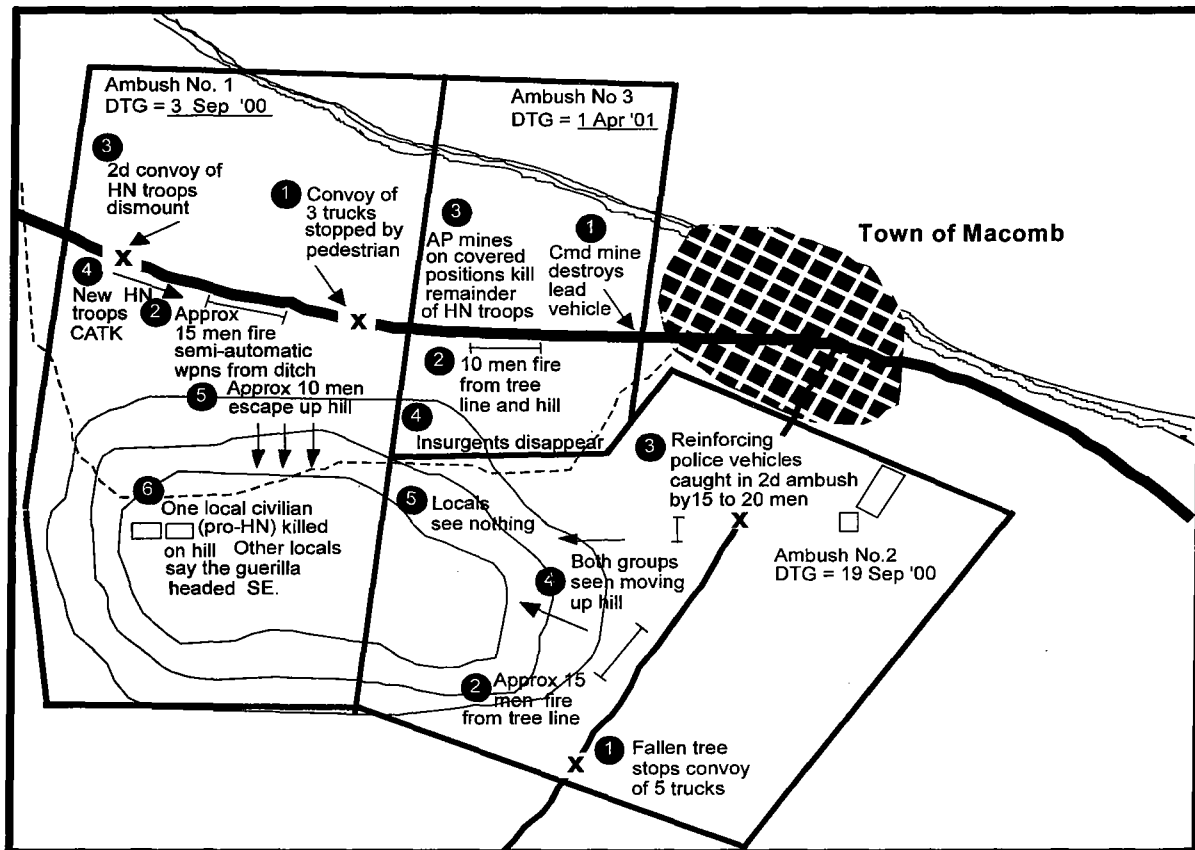 Ambush No. 1
DTG = 3 Sep '00
3
2d convoy of
HN troops
dismount
1
Convoy of
3 trucks
stopped by
pedestrian
x
x
4
New HN
troops
CATK
2
Approx
15 men fire
semi-automatic
wpns from ditch
5
Approx 10 men
escape up hill
6
One local civilian
(pro-HN) killed
on hill Other locals
say the guerilla
headed SE.
Ambush No 3
DTG = 1 Apr '01
3
AP mines
on covered
positions kill
remainder
of HN troops
1
Cmd mine
destroys
lead
vehicle
2
10 men fire
from tree
line and hill
4
Insurgents disappear
5
Locals
see nothing
Town of Macomb
3
Reinforcing
police vehicles
caught in 2d ambush
by15 to 20 men
x
Ambush No.2
DTG = 19 Sep '00
4
Both groups
seen moving
up hill
2
Approx 15
men fire
from tree line
x
1
Fallen tree
stops convoy
of 5 trucks